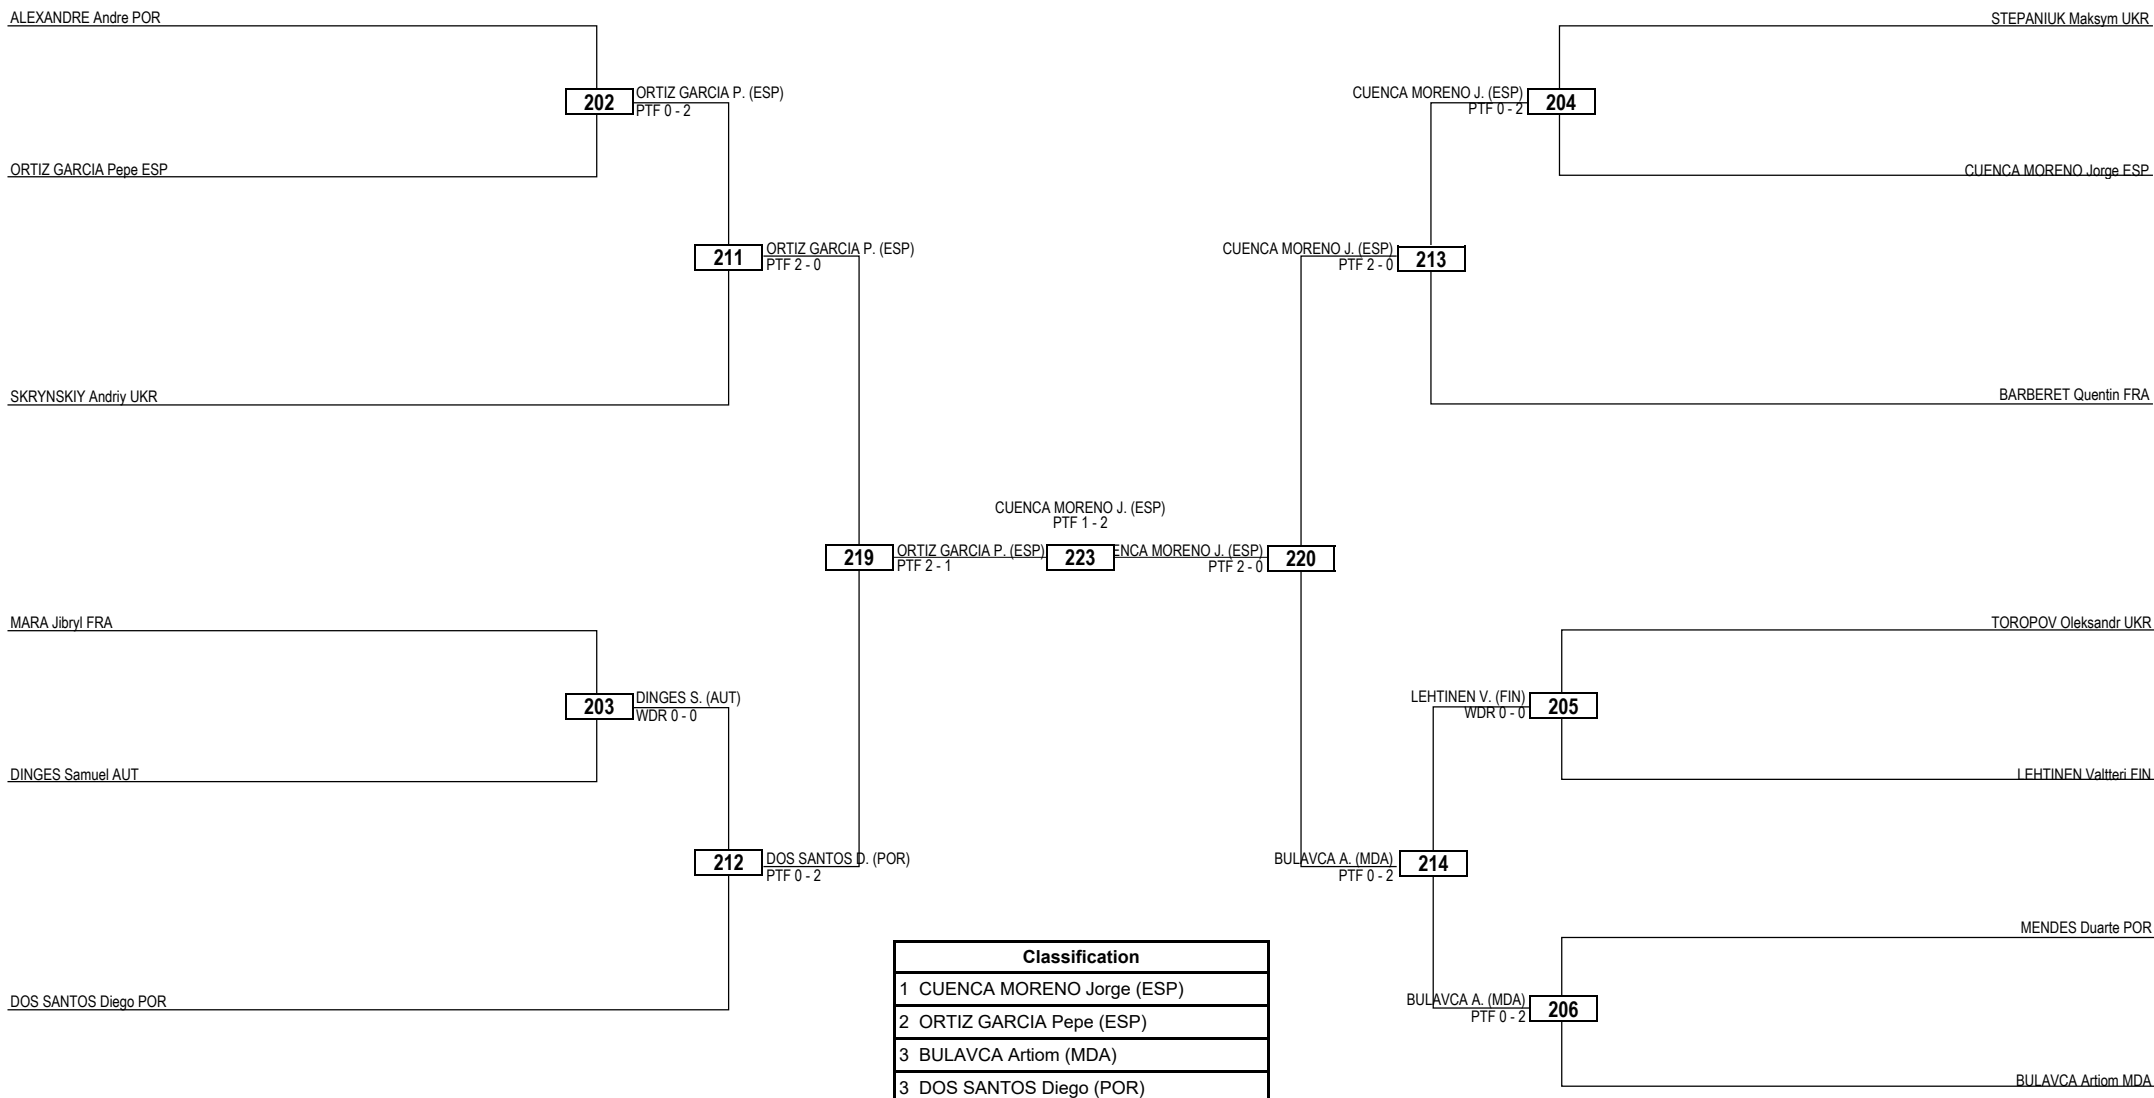 ALEXANDRE Andre POR
STEPANIUK Maksym UKR
202
ORTIZ GARCIA P. (ESP)
PTF 0 - 2
CUENCA MORENO J. (ESP)
PTF 0 - 2
204
ORTIZ GARCIA Pepe ESP
CUENCA MORENO Jorge ESP
211
ORTIZ GARCIA P. (ESP)
PTF 2 - 0
CUENCA MORENO J. (ESP)
PTF 2 - 0
213
SKRYNSKIY Andriy UKR
BARBERET Quentin FRA
CUENCA MORENO J. (ESP)
PTF 1 - 2
219
ORTIZ GARCIA P. (ESP)
PTF 2 - 1
223
ENCA MORENO J. (ESP)
PTF 2 - 0
220
MARA Jibryl FRA
TOROPOV Oleksandr UKR
203
DINGES S. (AUT)
WDR 0 - 0
LEHTINEN V. (FIN)
WDR 0 - 0
205
DINGES Samuel AUT
LEHTINEN Valtteri FIN
212
DOS SANTOS D. (POR)
PTF 0 - 2
BULAVCA A. (MDA)
PTF 0 - 2
214
MENDES Duarte POR
DOS SANTOS Diego POR
BULAVCA A. (MDA)
PTF 0 - 2
206
BULAVCA Artiom MDA
Classification
1 CUENCA MORENO Jorge (ESP)
2 ORTIZ GARCIA Pepe (ESP)
3 BULAVCA Artiom (MDA)
3 DOS SANTOS Diego (POR)